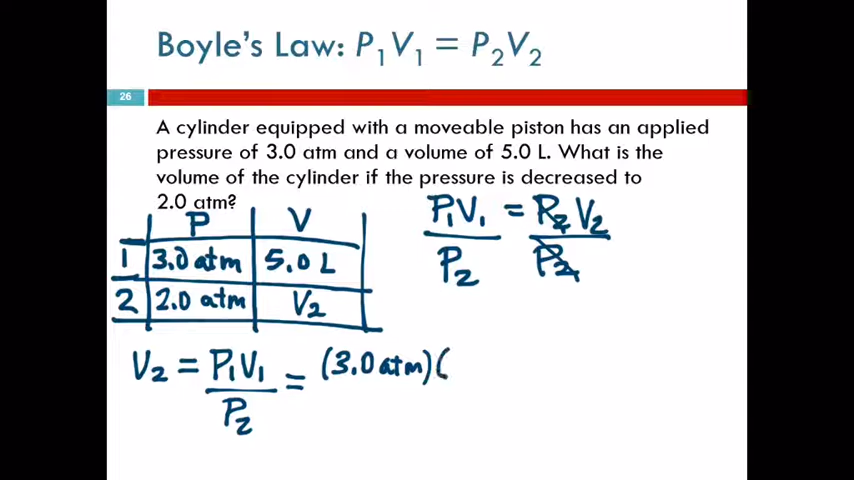 Boyle's Law: P₁V₁ = P₂V₂
26
A cylinder equipped with a moveable piston has an applied
pressure of 3.0 atm and a volume of 5.0 L. What is the
volume of the cylinder if the pressure is decreased to
2.0 atm?
P V
1 3.0 atm 5.0 L
2 2.0 atm V₂
P₁V₁ = P₂V₂
P₂ P₂
V₂ = P₁V₁ = (3.0 atm)(
P₂